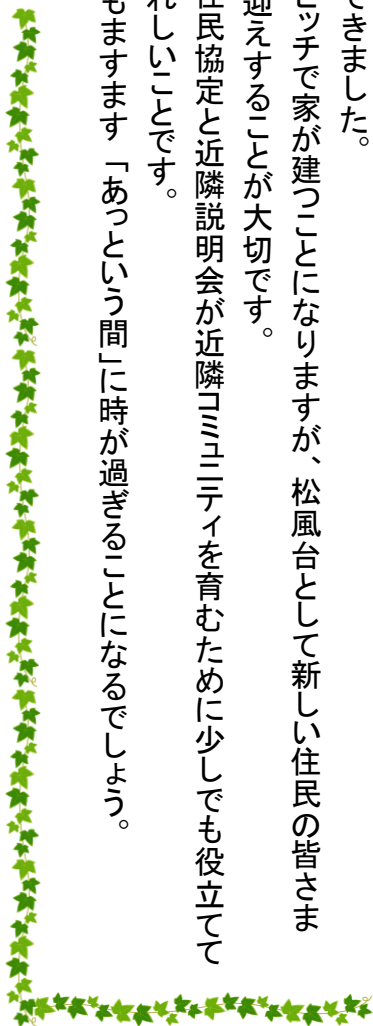 できました。
ピッチで家が建つことになりますが、松風台として新しい住民の皆さま
迎えすることが大切です。
住民協定と近隣説明会が近隣コミュニティを育むために少しでも役立てて
れしいことです。
もますます「あっという間」に時が過ぎることになるでしょう。